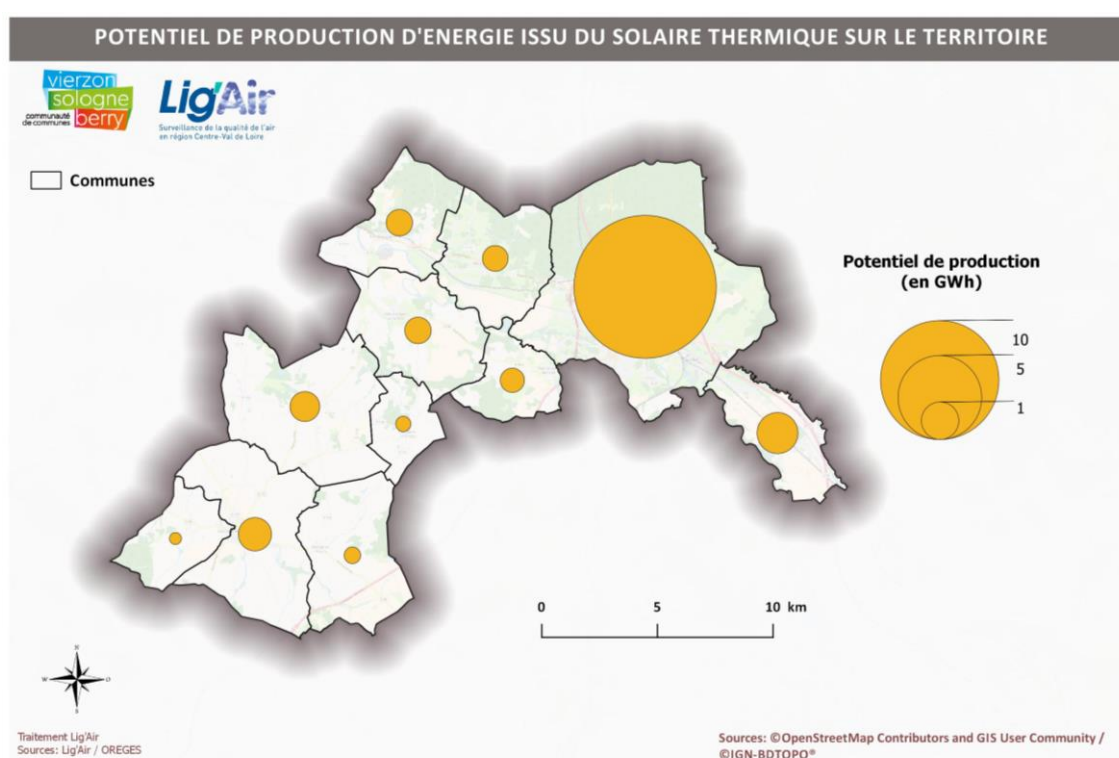 POTENTIEL DE PRODUCTION D'ENERGIE ISSU DU SOLAIRE THERMIQUE SUR LE TERRITOIRE
vierzon
sologne
communauté
de communes
berry
Lig'Air
Surveillance de la qualité de l'air
en région Centre-Val de Loire
Communes
Potentiel de production
(en GWh)
10
5
1
0 5 10 km
N
W O
S
Traitement Lig'Air
Sources: Lig'Air / OREGES
Sources: ©OpenStreetMap Contributors and GIS User Community /
©IGN-BDTOPO®